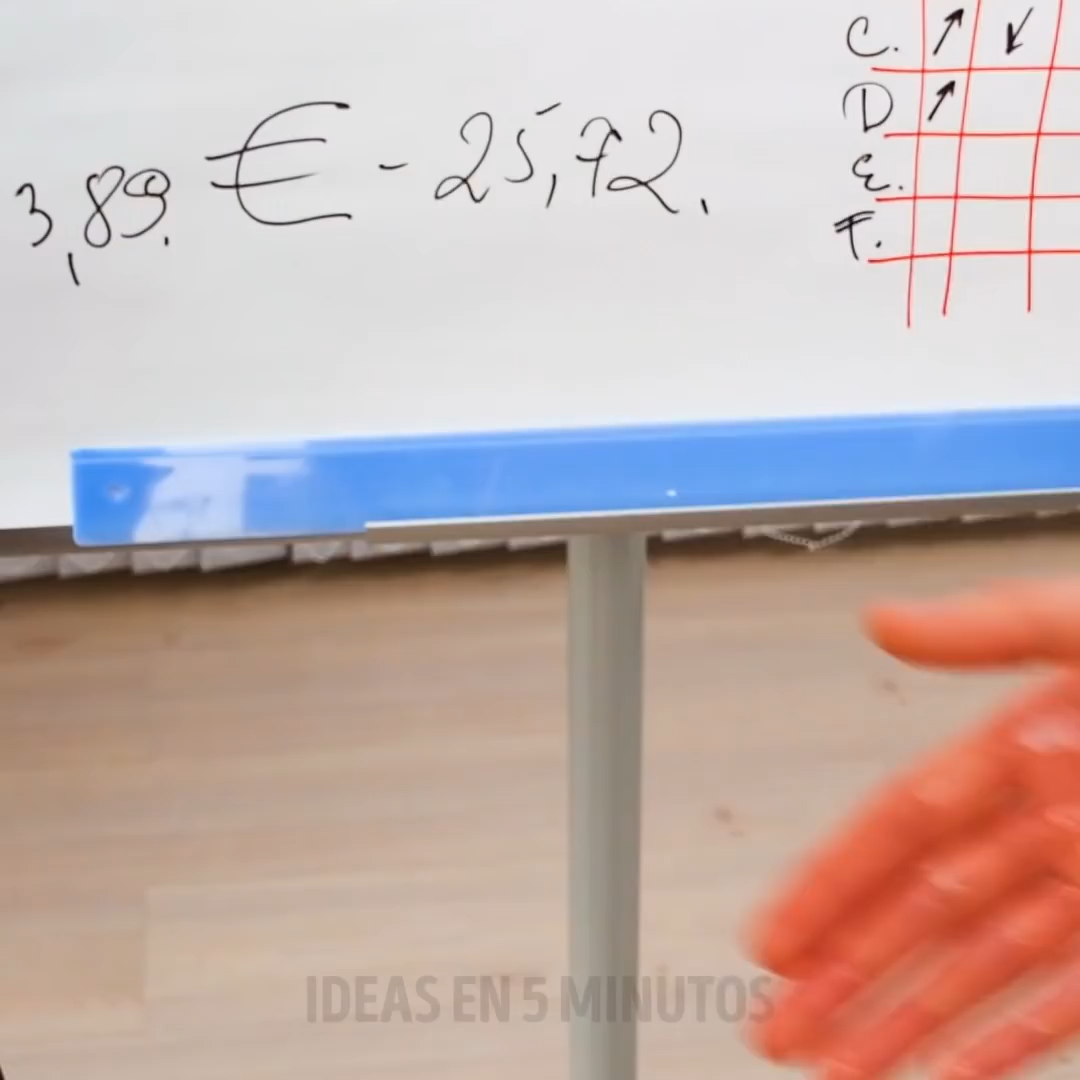 3,89. € - 25,72.
C.
D
E.
F.
IDEAS EN 5 MINUTOS